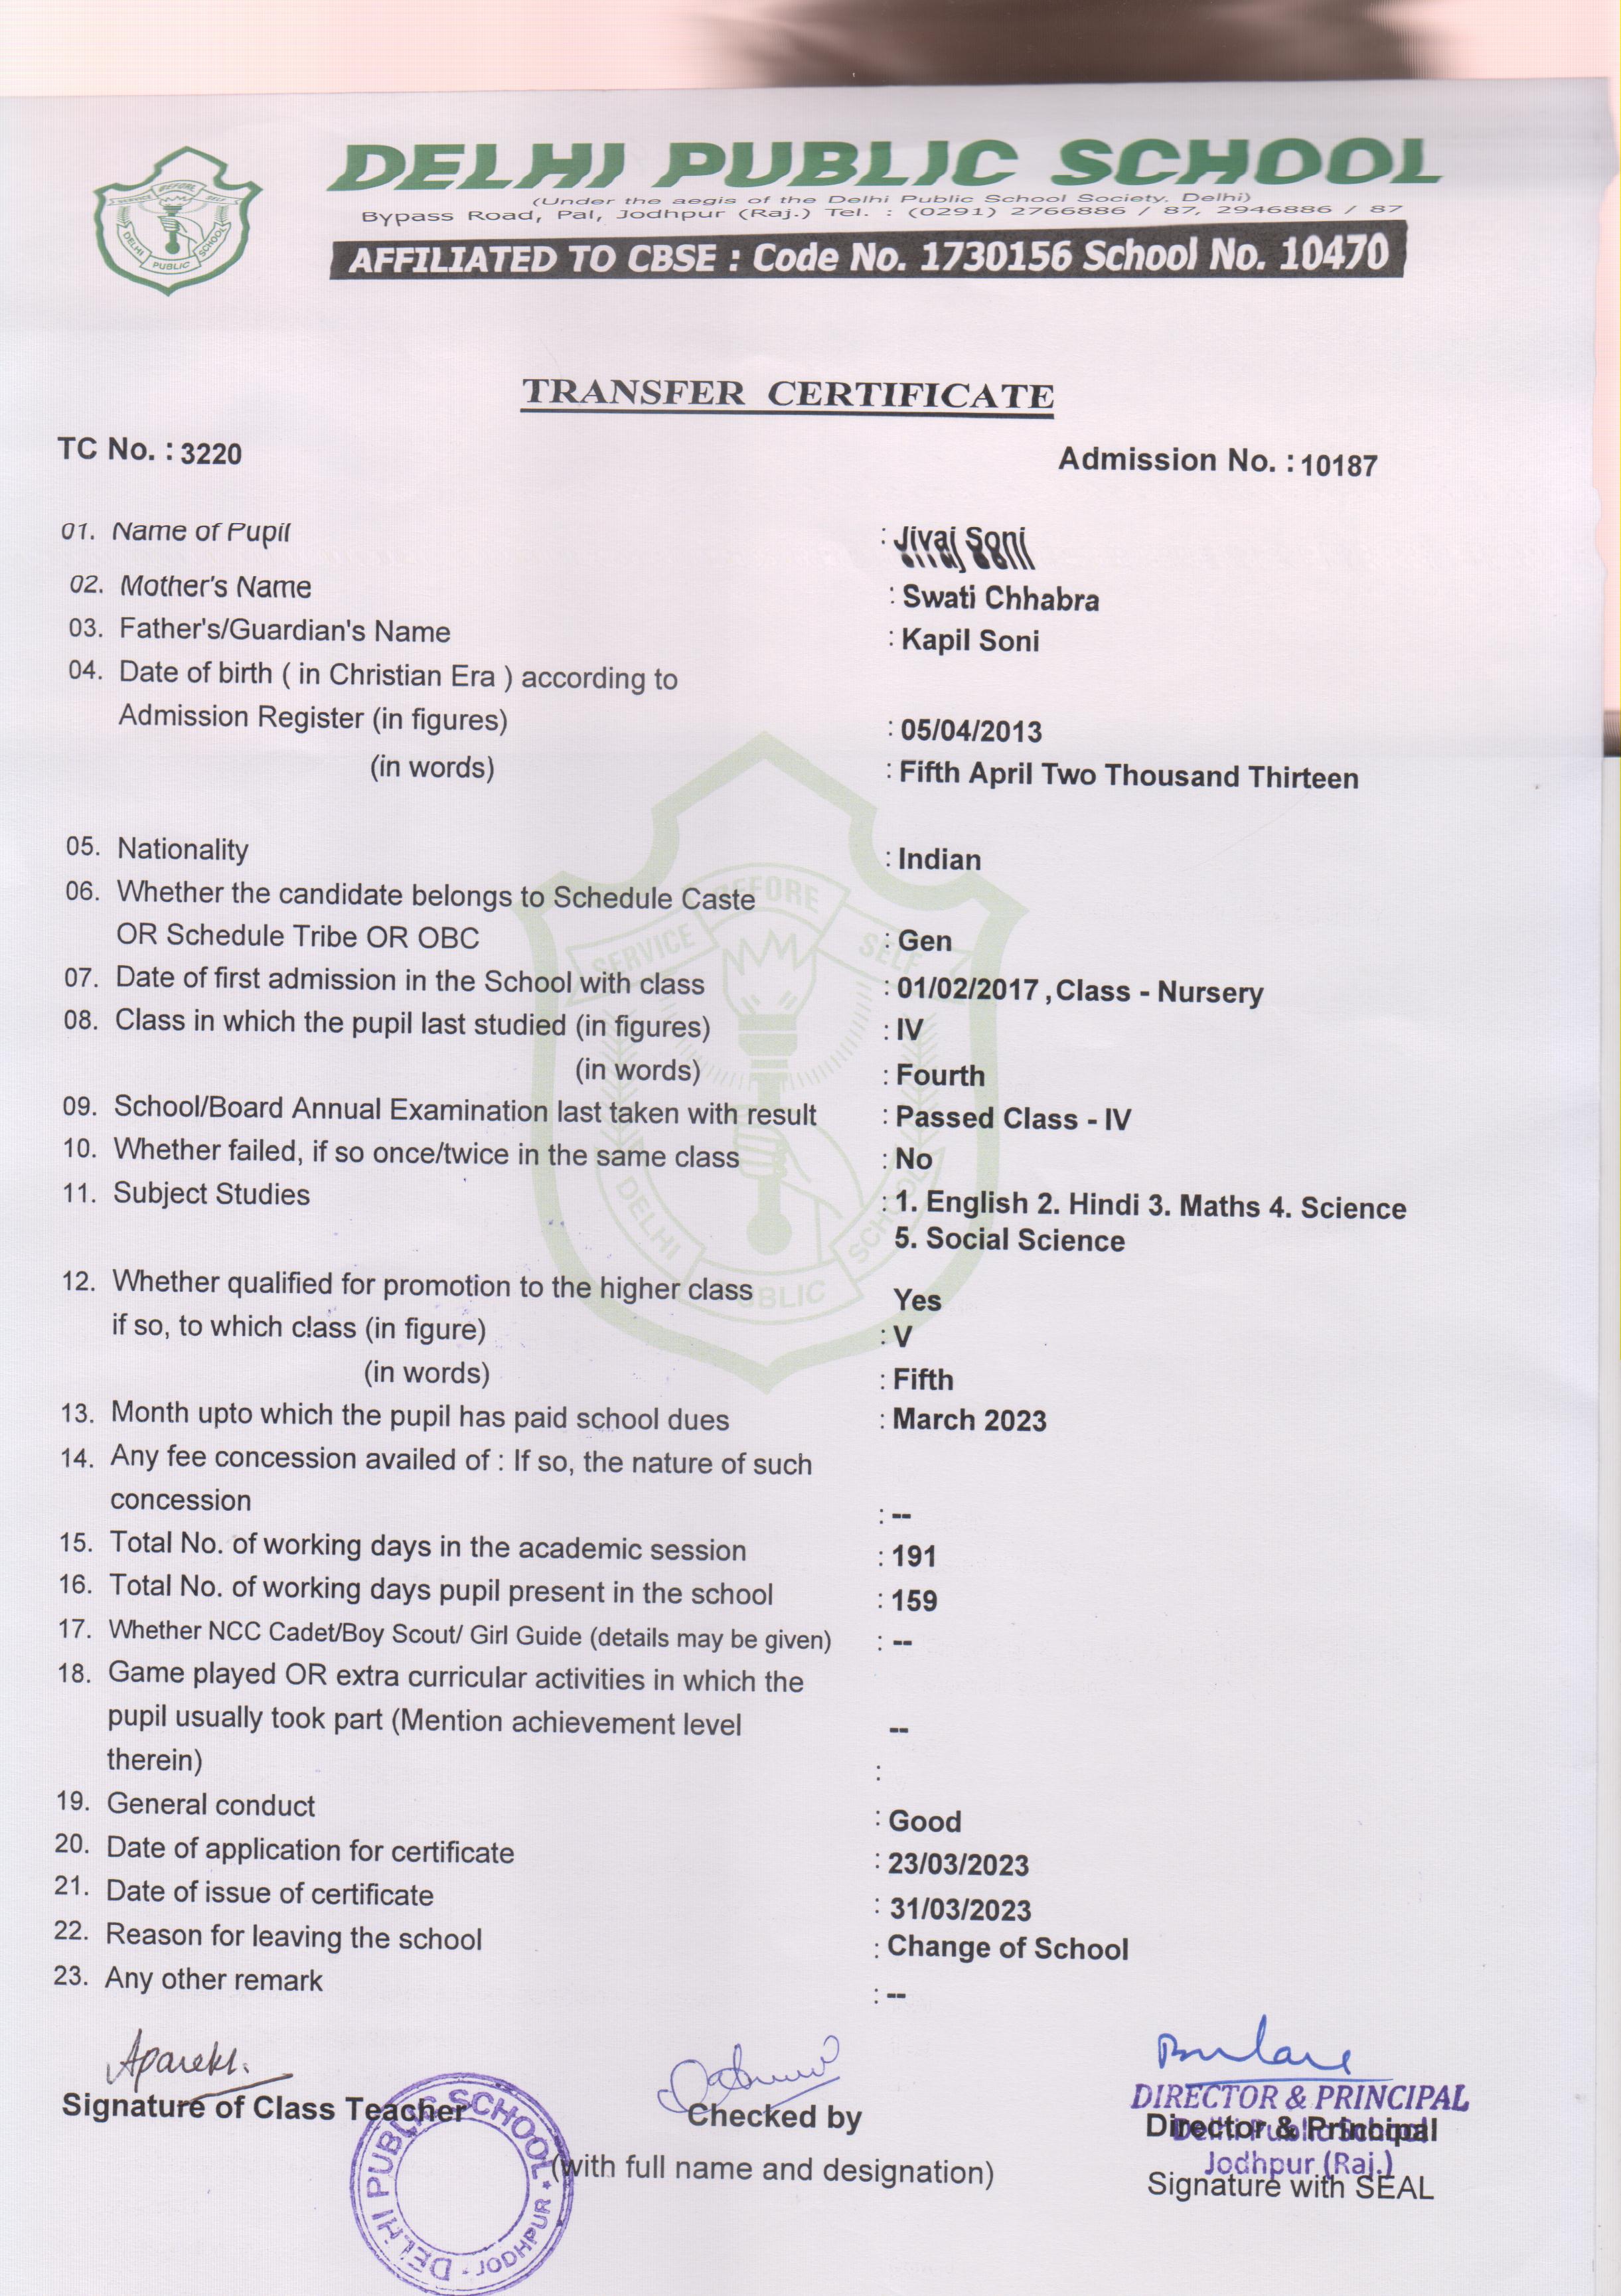 DELHI PUBLIC SCHOOL
(Under the aegis of the Delhi Public School Society, Delhi)
Bypass Road, Pal, Jodhpur (Raj.) Tel. : (0291) 2766886 / 87, 2946886 / 87
AFFILIATED TO CBSE : Code No. 1730156 School No. 10470
SERVICE BEFORE SELF
DELHI PUBLIC SCHOOL
TRANSFER CERTIFICATE
TC No. : 3220 Admission No. : 10187
01. Name of Pupil : Jivaj Soni
02. Mother's Name : Swati Chhabra
03. Father's/Guardian's Name : Kapil Soni
04. Date of birth ( in Christian Era ) according to
Admission Register (in figures) : 05/04/2013
(in words) : Fifth April Two Thousand Thirteen
05. Nationality : Indian
06. Whether the candidate belongs to Schedule Caste
OR Schedule Tribe OR OBC : Gen
07. Date of first admission in the School with class : 01/02/2017 , Class - Nursery
08. Class in which the pupil last studied (in figures) : IV
(in words) : Fourth
09. School/Board Annual Examination last taken with result : Passed Class - IV
10. Whether failed, if so once/twice in the same class : No
11. Subject Studies : 1. English 2. Hindi 3. Maths 4. Science
5. Social Science
12. Whether qualified for promotion to the higher class Yes
if so, to which class (in figure) : V
(in words) : Fifth
13. Month upto which the pupil has paid school dues : March 2023
14. Any fee concession availed of : If so, the nature of such
concession : --
15. Total No. of working days in the academic session : 191
16. Total No. of working days pupil present in the school : 159
17. Whether NCC Cadet/Boy Scout/ Girl Guide (details may be given) : --
18. Game played OR extra curricular activities in which the
pupil usually took part (Mention achievement level --
therein) :
19. General conduct : Good
20. Date of application for certificate : 23/03/2023
21. Date of issue of certificate : 31/03/2023
22. Reason for leaving the school : Change of School
23. Any other remark : --
SERVICE BEFORE SELF
DELHI PUBLIC SCHOOL
DIRECTOR & PRINCIPAL
Signature of Class Teacher Checked by Director & Principal
Delhi Public School
Jodhpur (Raj.)
(with full name and designation) Signature with SEAL
DELHI PUBLIC SCHOOL * JODHPUR *